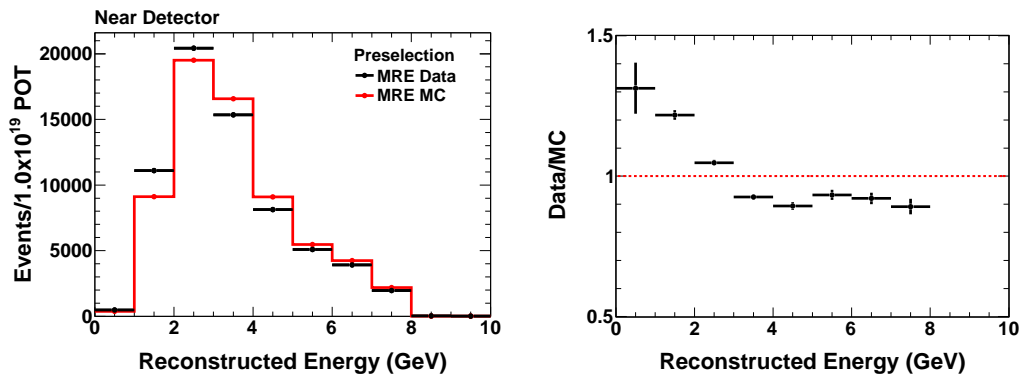 Near Detector
Preselection
MRE Data
MRE MC
Events/1.0x10¹⁹ POT
20000
15000
10000
5000
0
0 2 4 6 8 10
Reconstructed Energy (GeV)
Data/MC
1.5
1
0.5
0 2 4 6 8 10
Reconstructed Energy (GeV)